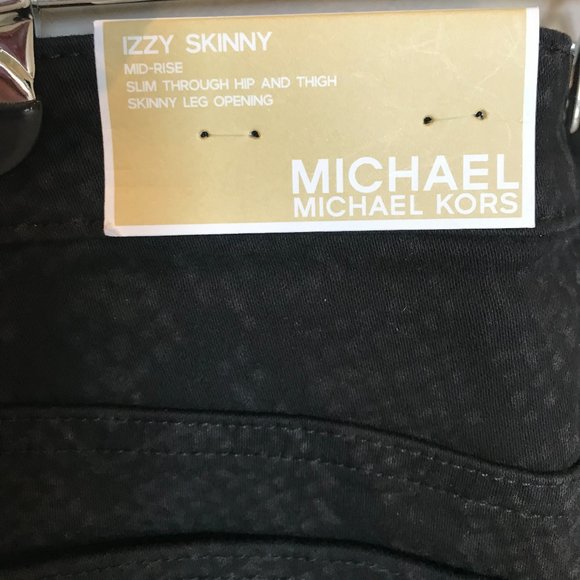 IZZY SKINNY
MID-RISE
SLIM THROUGH HIP AND THIGH
SKINNY LEG OPENING
MICHAEL
MICHAEL KORS